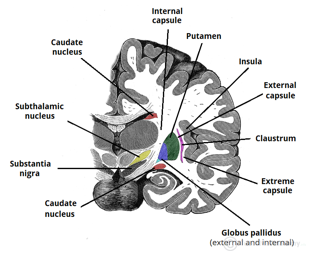 Internal
capsule
Putamen
Caudate
nucleus
Insula
External
capsule
Subthalamic
nucleus
Claustrum
Substantia
nigra
Extreme
capsule
Caudate
nucleus
Globus pallidus
(external and internal)